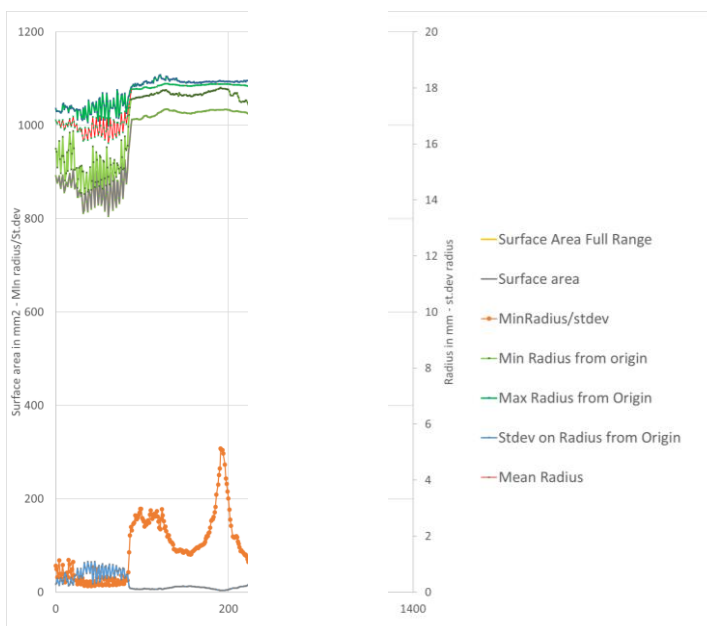 1200
1000
800
600
400
200
0
Surface area in mm2 - Min radius/St.dev
0
200
20
18
16
14
12
10
8
6
4
2
0
Radius in mm - st.dev radius
1400
Surface Area Full Range
Surface area
MinRadius/stdev
Min Radius from origin
Max Radius from Origin
Stdev on Radius from Origin
Mean Radius